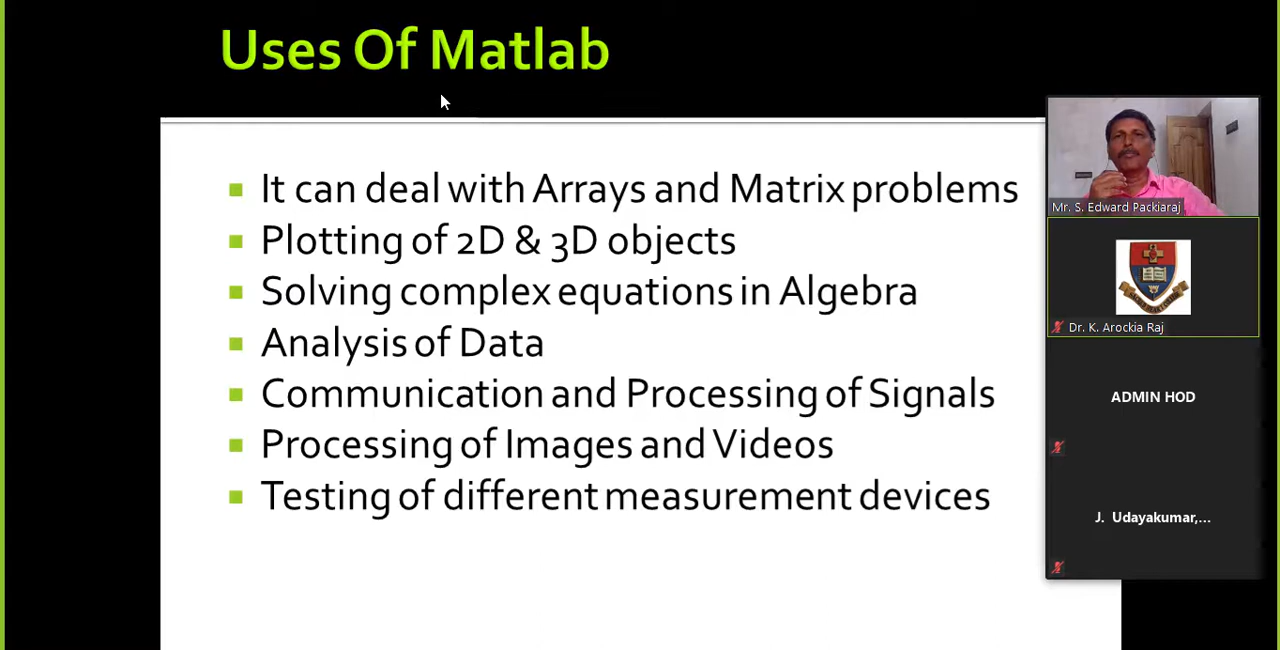 Uses Of Matlab
It can deal with Arrays and Matrix problems
Plotting of 2D & 3D objects
Solving complex equations in Algebra
Analysis of Data
Communication and Processing of Signals
Processing of Images and Videos
Testing of different measurement devices
Mr. S. Edward Packiaraj
Dr. K. Arockia Raj
ADMIN HOD
J. Udayakumar,...